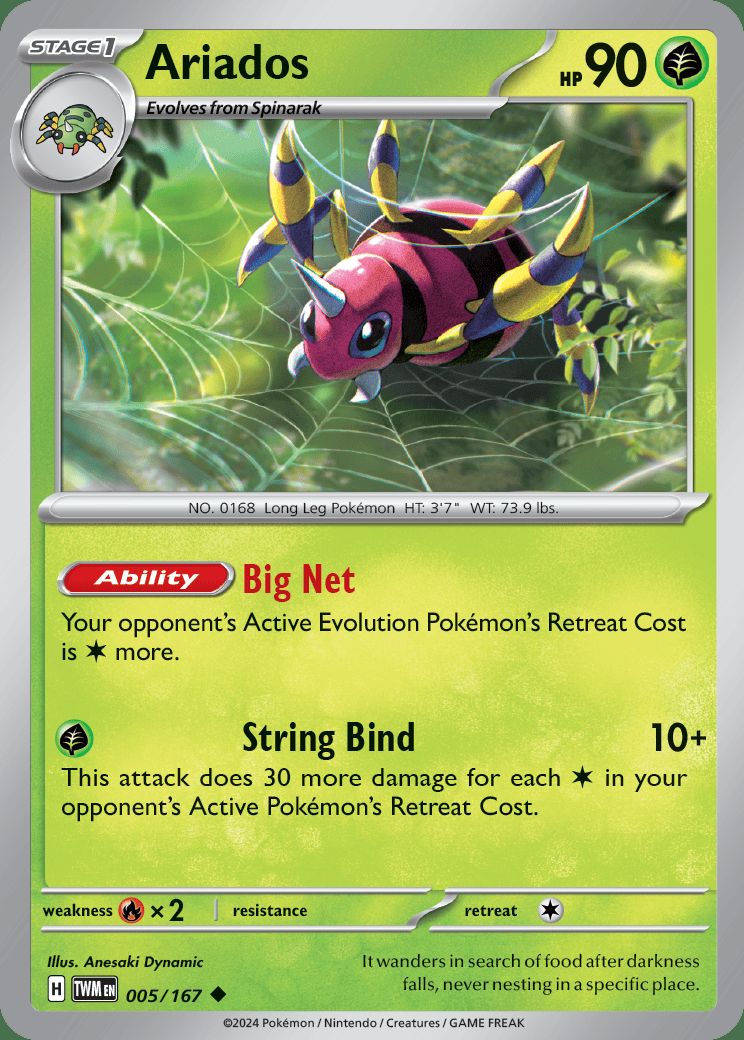 STAGE 1
Ariados
HP 90
Evolves from Spinarak
NO. 0168 Long Leg Pokémon HT: 3'7" WT: 73.9 lbs.
Ability Big Net
Your opponent's Active Evolution Pokémon's Retreat Cost
is more.
String Bind 10+
This attack does 30 more damage for each in your
opponent's Active Pokémon's Retreat Cost.
weakness ×2 resistance retreat
Illus. Anesaki Dynamic
It wanders in search of food after darkness
falls, never nesting in a specific place.
H TWM EN 005/167
©2024 Pokémon / Nintendo / Creatures / GAME FREAK